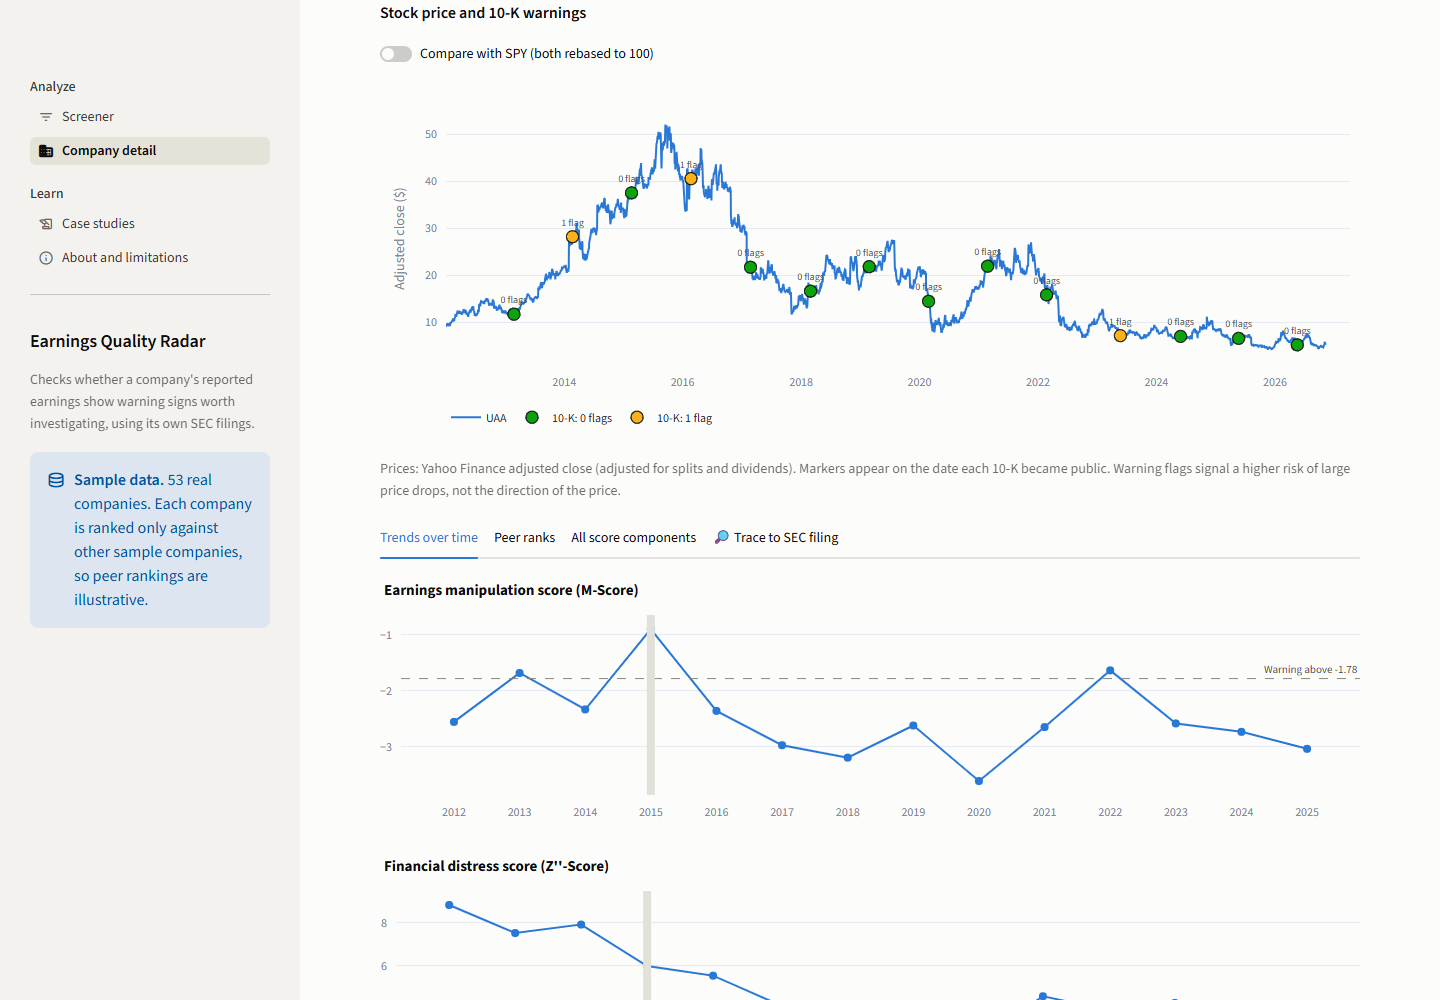 Analyze
Screener
Company detail
Learn
Case studies
About and limitations
Earnings Quality Radar
Checks whether a company's reported
earnings show warning signs worth
investigating, using its own SEC filings.
Sample data. 53 real
companies. Each company
is ranked only against
other sample companies,
so peer rankings are
illustrative.
Stock price and 10-K warnings
Compare with SPY (both rebased to 100)
Adjusted close ($)
50
40
30
20
10
0 flags
1 flag
0 flags
1 flag
0 flags
0 flags
0 flags
0 flags
0 flags
0 flags
1 flag
0 flags
0 flags
0 flags
2014
2016
2018
2020
2022
2024
2026
UAA
10-K: 0 flags
10-K: 1 flag
Prices: Yahoo Finance adjusted close (adjusted for splits and dividends). Markers appear on the date each 10-K became public. Warning flags signal a higher risk of large
price drops, not the direction of the price.
Trends over time
Peer ranks
All score components
Trace to SEC filing
Earnings manipulation score (M-Score)
−1
−2
−3
Warning above -1.78
2012
2013
2014
2015
2016
2017
2018
2019
2020
2021
2022
2023
2024
2025
Financial distress score (Z''-Score)
8
6